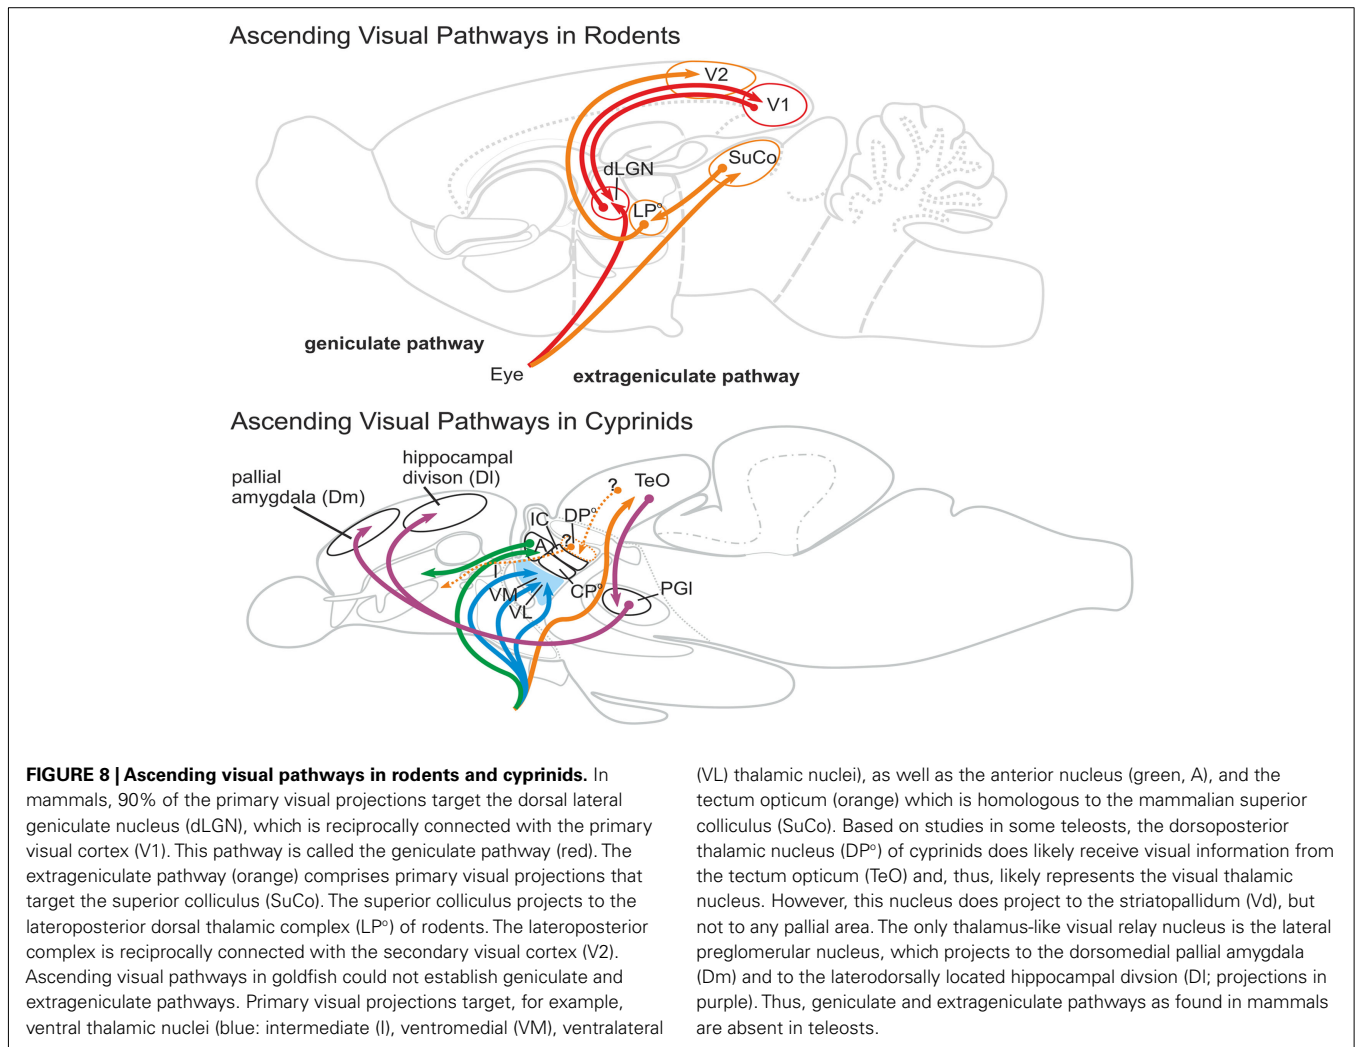 Ascending Visual Pathways in Rodents
V2
V1
SuCo
dLGN
LPº
geniculate pathway
Eye
extrageniculate pathway
Ascending Visual Pathways in Cyprinids
hippocampal
divison (Dl)
pallial
amygdala (Dm)
?
TeO
IC
DPº
A
?
I
VM
CPº
PGl
VL
FIGURE 8 | Ascending visual pathways in rodents and cyprinids. In
mammals, 90% of the primary visual projections target the dorsal lateral
geniculate nucleus (dLGN), which is reciprocally connected with the primary
visual cortex (V1). This pathway is called the geniculate pathway (red). The
extrageniculate pathway (orange) comprises primary visual projections that
target the superior colliculus (SuCo). The superior colliculus projects to the
lateroposterior dorsal thalamic complex (LPº) of rodents. The lateroposterior
complex is reciprocally connected with the secondary visual cortex (V2).
Ascending visual pathways in goldfish could not establish geniculate and
extrageniculate pathways. Primary visual projections target, for example,
ventral thalamic nuclei (blue: intermediate (I), ventromedial (VM), ventralateral
(VL) thalamic nuclei), as well as the anterior nucleus (green, A), and the
tectum opticum (orange) which is homologous to the mammalian superior
colliculus (SuCo). Based on studies in some teleosts, the dorsoposterior
thalamic nucleus (DPº) of cyprinids does likely receive visual information from
the tectum opticum (TeO) and, thus, likely represents the visual thalamic
nucleus. However, this nucleus does project to the striatopallidum (Vd), but
not to any pallial area. The only thalamus-like visual relay nucleus is the lateral
preglomerular nucleus, which projects to the dorsomedial pallial amygdala
(Dm) and to the laterodorsally located hippocampal divsion (Dl; projections in
purple). Thus, geniculate and extrageniculate pathways as found in mammals
are absent in teleosts.